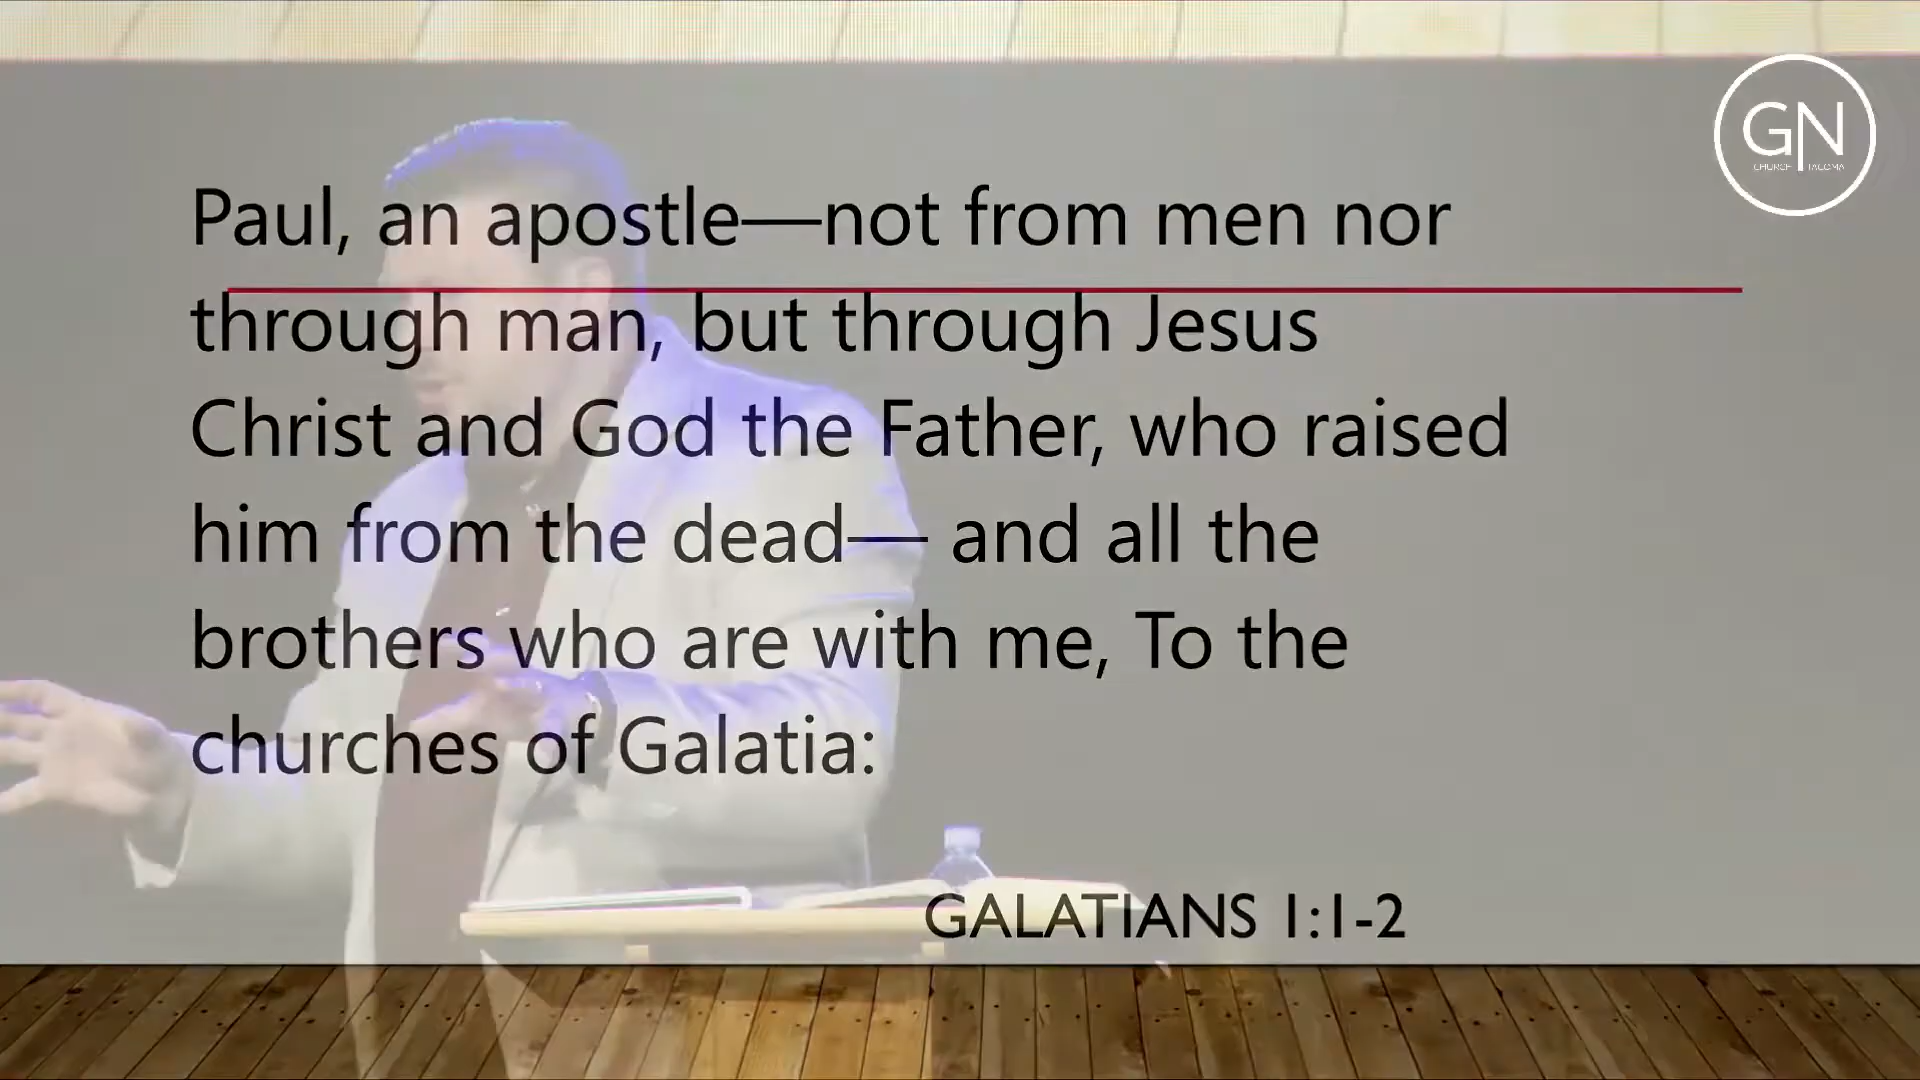 GN
CHURCH TACOMA
Paul, an apostle—not from men nor
through man, but through Jesus
Christ and God the Father, who raised
him from the dead— and all the
brothers who are with me, To the
churches of Galatia:
GALATIANS 1:1-2